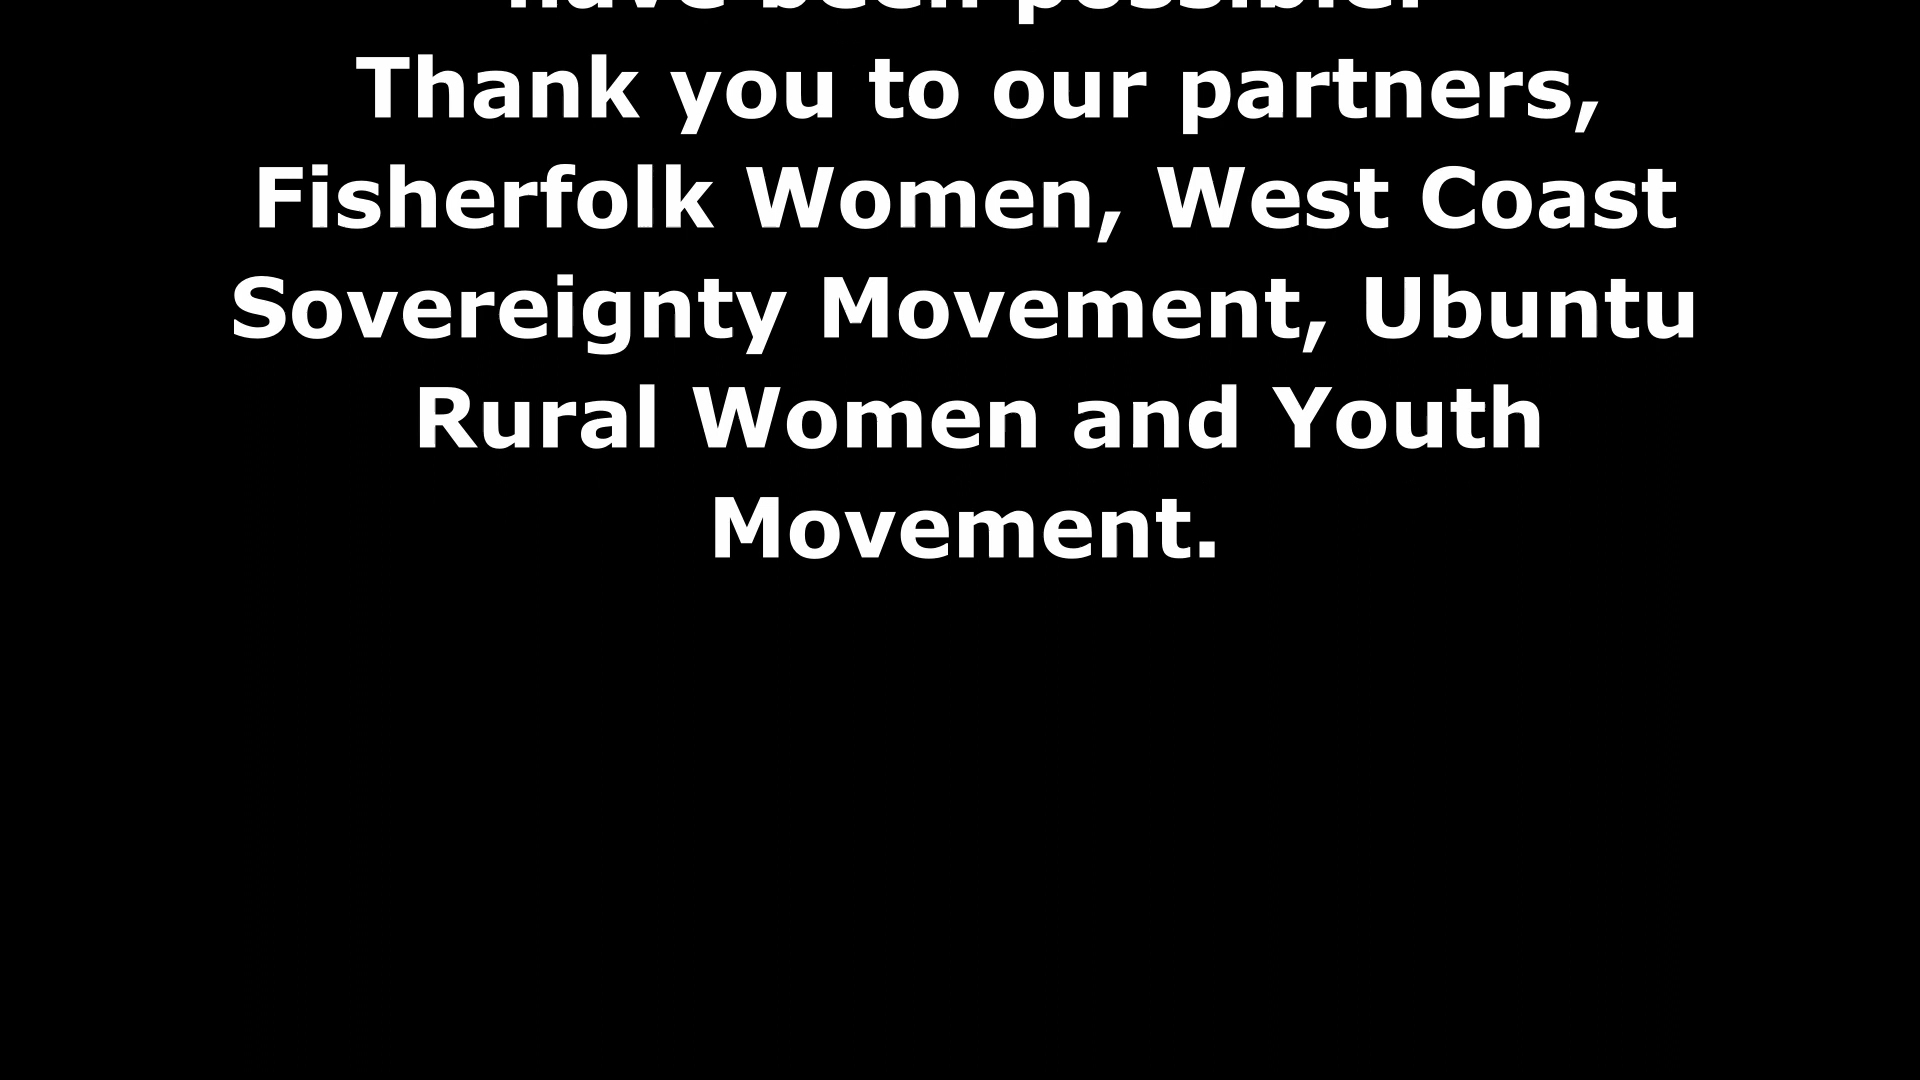 have been possible.
Thank you to our partners,
Fisherfolk Women, West Coast
Sovereignty Movement, Ubuntu
Rural Women and Youth
Movement.